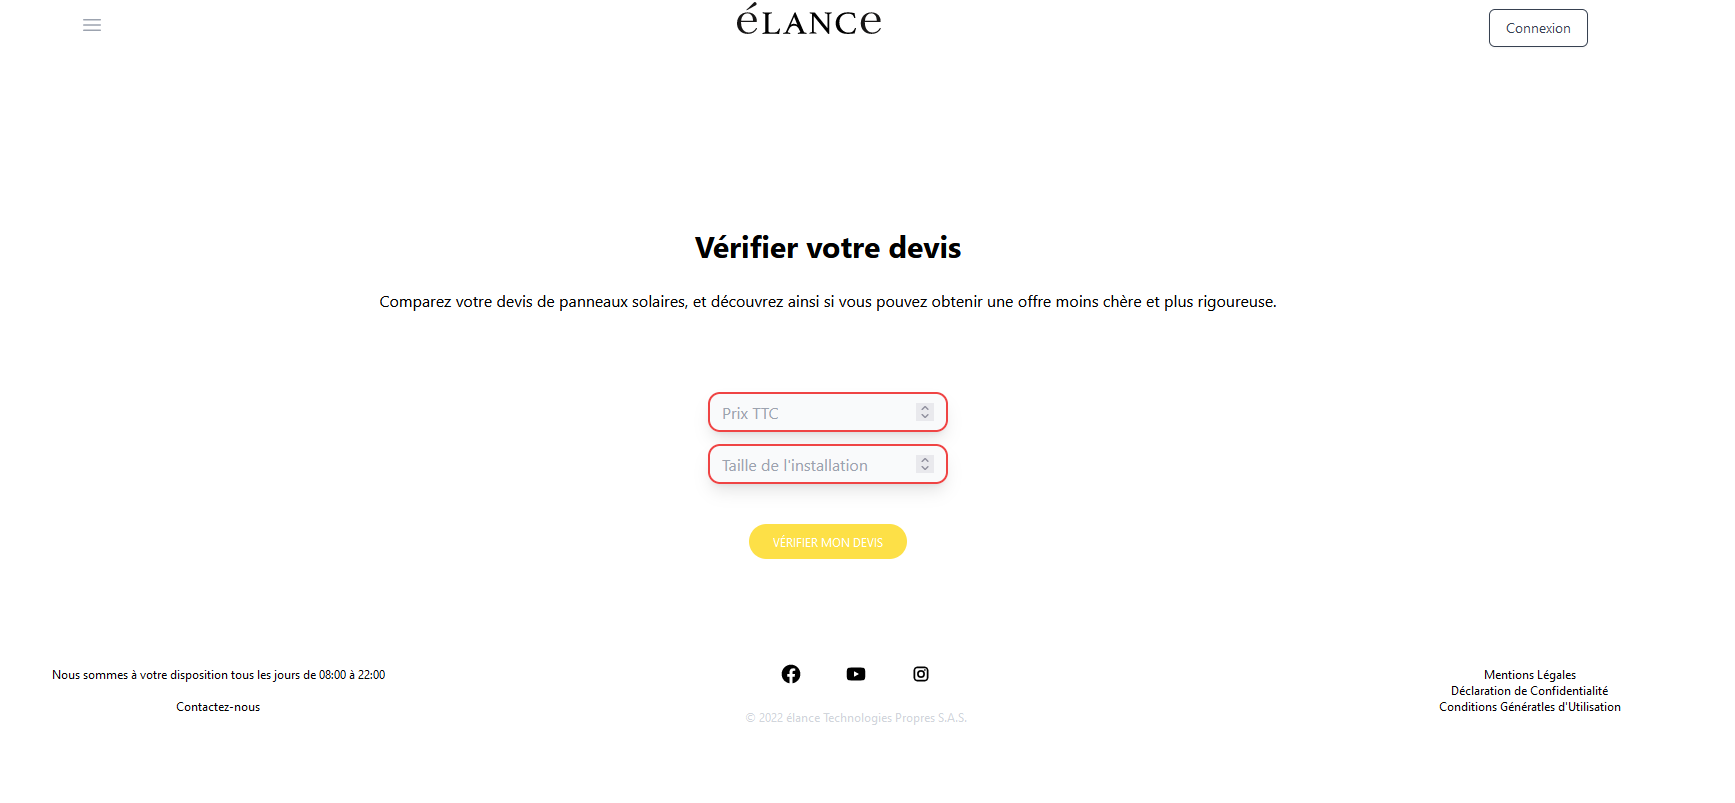 élance
Connexion
Vérifier votre devis
Comparez votre devis de panneaux solaires, et découvrez ainsi si vous pouvez obtenir une offre moins chère et plus rigoureuse.
Prix TTC
Taille de l'installation
VÉRIFIER MON DEVIS
Nous sommes à votre disposition tous les jours de 08:00 à 22:00
Contactez-nous
© 2022 élance Technologies Propres S.A.S.
Mentions Légales
Déclaration de Confidentialité
Conditions Génératles d'Utilisation